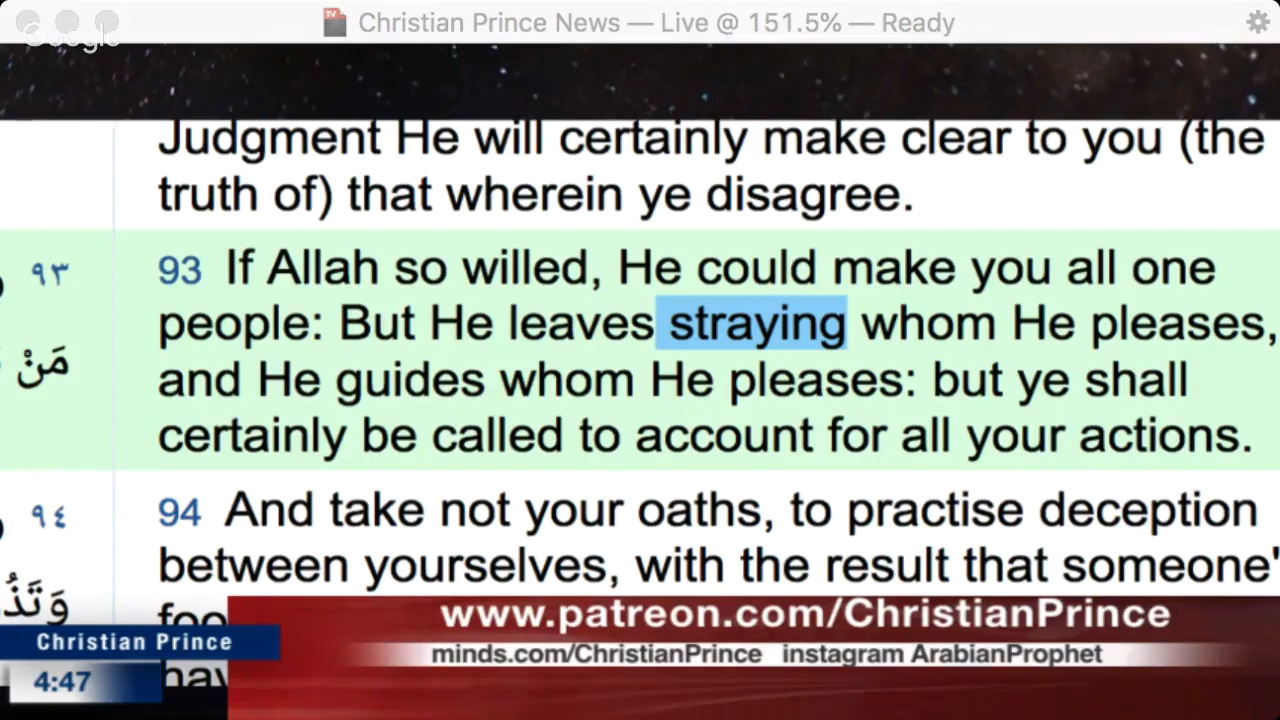 Google
Christian Prince News — Live @ 151.5% — Ready
Judgment He will certainly make clear to you (the
truth of) that wherein ye disagree.
٩٣
93 If Allah so willed, He could make you all one
people: But He leaves straying whom He pleases,
مَنْ
and He guides whom He pleases: but ye shall
certainly be called to account for all your actions.
٩٤
94 And take not your oaths, to practise deception
between yourselves, with the result that someone'
www.patreon.com/ChristianPrince
Christian Prince
minds.com/ChristianPrince instagram ArabianProphet
4:47